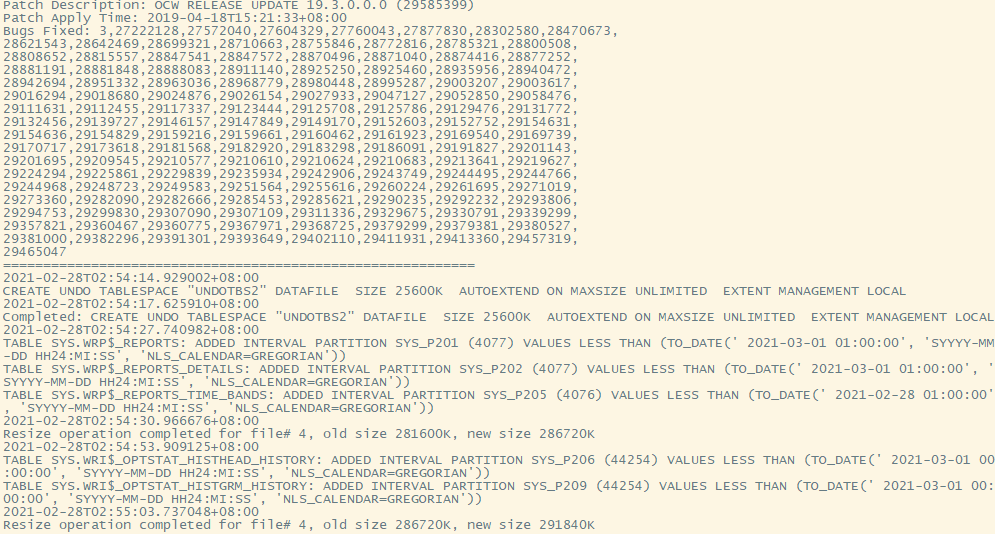 Patch Description: OCW RELEASE UPDATE 19.3.0.0.0 (29585399)
Patch Apply Time: 2019-04-18T15:21:33+08:00
Bugs Fixed: 3,27222128,27572040,27604329,27760043,27877830,28302580,28470673,
28621543,28642469,28699321,28710663,28755846,28772816,28785321,28800508,
28808652,28815557,28847541,28847572,28870496,28871040,28874416,28877252,
28881191,28881848,28888083,28911140,28925250,28925460,28935956,28940472,
28942694,28951332,28963036,28968779,28980448,28995287,29003207,29003617,
29016294,29018680,29024876,29026154,29027933,29047127,29052850,29058476,
29111631,29112455,29117337,29123444,29125708,29125786,29129476,29131772,
29132456,29139727,29146157,29147849,29149170,29152603,29152752,29154631,
29154636,29154829,29159216,29159661,29160462,29161923,29169540,29169739,
29170717,29173618,29181568,29182920,29183298,29186091,29191827,29201143,
29201695,29209545,29210577,29210610,29210624,29210683,29213641,29219627,
29224294,29225861,29229839,29235934,29242906,29243749,29244495,29244766,
29244968,29248723,29249583,29251564,29255616,29260224,29261695,29271019,
29273360,29282090,29282666,29285453,29285621,29290235,29292232,29293806,
29294753,29299830,29307090,29307109,29311336,29329675,29330791,29339299,
29357821,29360467,29360775,29367971,29368725,29379299,29379381,29380527,
29381000,29382296,29391301,29393649,29402110,29411931,29413360,29457319,
29465047
===========================================================
2021-02-28T02:54:14.929002+08:00
CREATE UNDO TABLESPACE "UNDOTBS2" DATAFILE  SIZE 25600K  AUTOEXTEND ON MAXSIZE UNLIMITED  EXTENT MANAGEMENT LOCAL
2021-02-28T02:54:17.625910+08:00
Completed: CREATE UNDO TABLESPACE "UNDOTBS2" DATAFILE  SIZE 25600K  AUTOEXTEND ON MAXSIZE UNLIMITED  EXTENT MANAGEMENT LOCAL
2021-02-28T02:54:27.740982+08:00
TABLE SYS.WRP$_REPORTS: ADDED INTERVAL PARTITION SYS_P201 (4077) VALUES LESS THAN (TO_DATE(' 2021-03-01 01:00:00', 'SYYYY-MM
-DD HH24:MI:SS', 'NLS_CALENDAR=GREGORIAN'))
TABLE SYS.WRP$_REPORTS_DETAILS: ADDED INTERVAL PARTITION SYS_P202 (4077) VALUES LESS THAN (TO_DATE(' 2021-03-01 01:00:00', '
SYYYY-MM-DD HH24:MI:SS', 'NLS_CALENDAR=GREGORIAN'))
TABLE SYS.WRP$_REPORTS_TIME_BANDS: ADDED INTERVAL PARTITION SYS_P205 (4076) VALUES LESS THAN (TO_DATE(' 2021-02-28 01:00:00'
, 'SYYYY-MM-DD HH24:MI:SS', 'NLS_CALENDAR=GREGORIAN'))
2021-02-28T02:54:30.966676+08:00
Resize operation completed for file# 4, old size 281600K, new size 286720K
2021-02-28T02:54:53.909125+08:00
TABLE SYS.WRI$_OPTSTAT_HISTHEAD_HISTORY: ADDED INTERVAL PARTITION SYS_P206 (44254) VALUES LESS THAN (TO_DATE(' 2021-03-01 00
:00:00', 'SYYYY-MM-DD HH24:MI:SS', 'NLS_CALENDAR=GREGORIAN'))
TABLE SYS.WRI$_OPTSTAT_HISTGRM_HISTORY: ADDED INTERVAL PARTITION SYS_P209 (44254) VALUES LESS THAN (TO_DATE(' 2021-03-01 00:
00:00', 'SYYYY-MM-DD HH24:MI:SS', 'NLS_CALENDAR=GREGORIAN'))
2021-02-28T02:55:03.737048+08:00
Resize operation completed for file# 4, old size 286720K, new size 291840K